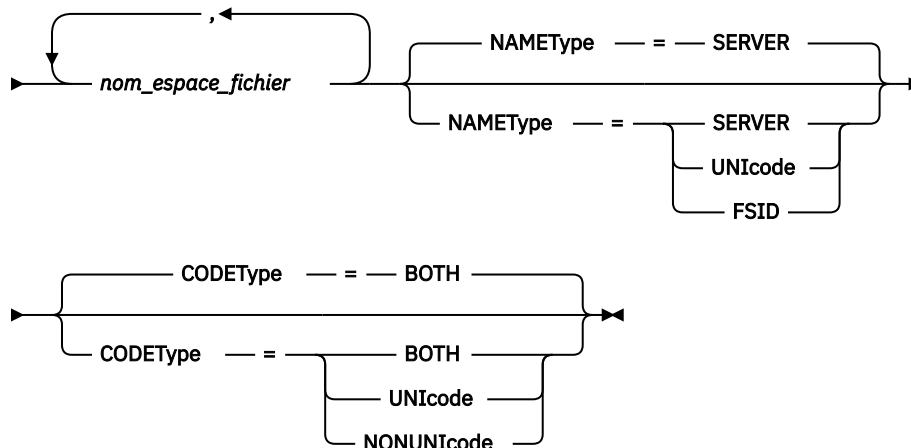 ,
nom_espace_fichier
NAMEType = SERVER
NAMEType = SERVER
UNIcode
FSID
CODEType = BOTH
CODEType = BOTH
UNIcode
NONUNIcode